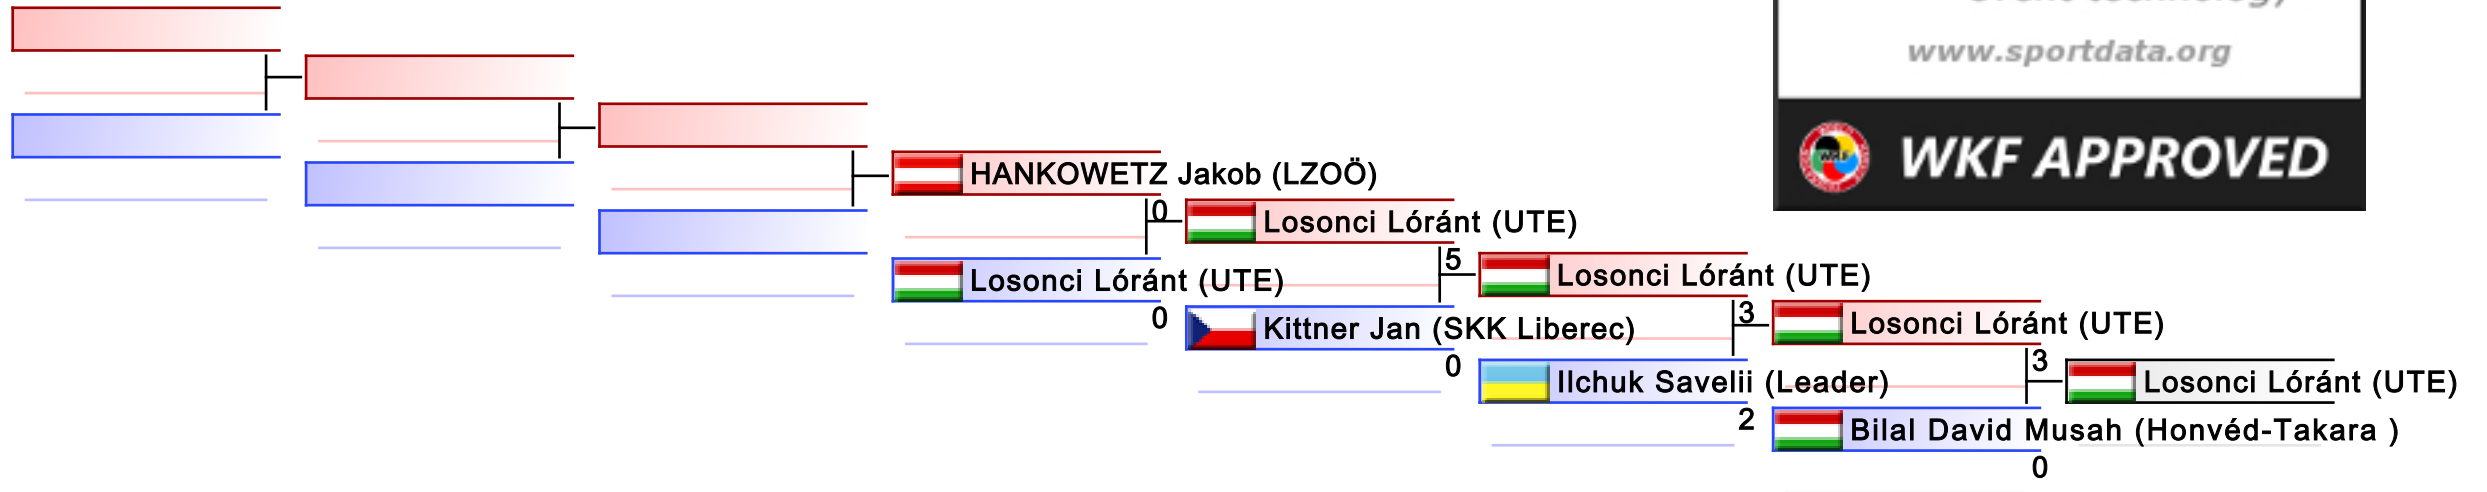 www.sportdata.org
WKF APPROVED
HANKOWETZ Jakob (LZOÖ)
0
Losonci Lóránt (UTE)
5
Losonci Lóránt (UTE)
Losonci Lóránt (UTE)
0
Kittner Jan (SKK Liberec)
3
Losonci Lóránt (UTE)
0
Ilchuk Savelii (Leader)
3
Losonci Lóránt (UTE)
2
Bilal David Musah (Honvéd-Takara )
0